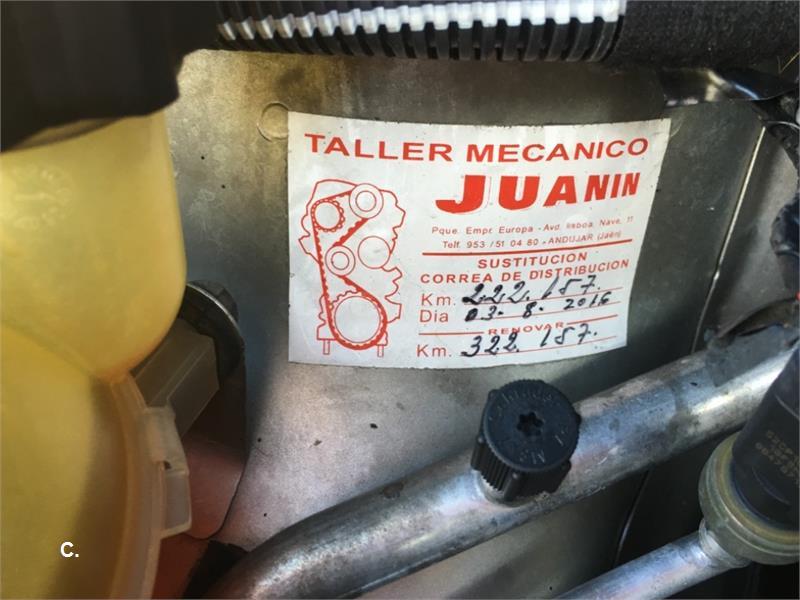 TALLER MECANICO
JUANIN
Pque. Empr. Europa - Avd. lisboa, Nave, 11
Telf. 953 / 51 04 80 - ANDUJAR (Jaén)
SUSTITUCION
CORREA DE DISTRIBUCION
Km. 222.157.
Dia 03. 8. 2016
RENOVAR
Km. 322 157.
C.